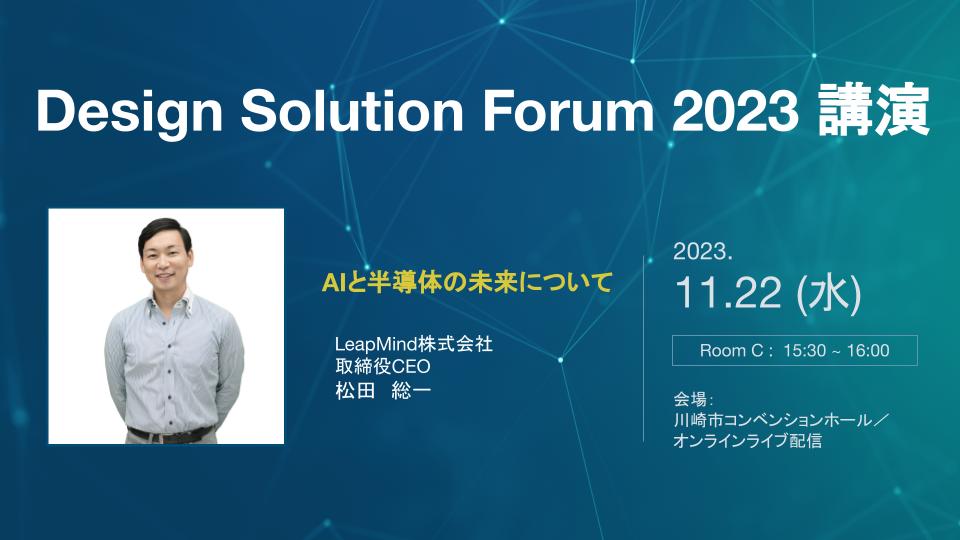 Design Solution Forum 2023 講演
AIと半導体の未来について
LeapMind株式会社
取締役CEO
松田　総一
2023.
11.22 (水)
Room C : 15:30 ~ 16:00
会場:
川崎市コンベンションホール／
オンラインライブ配信